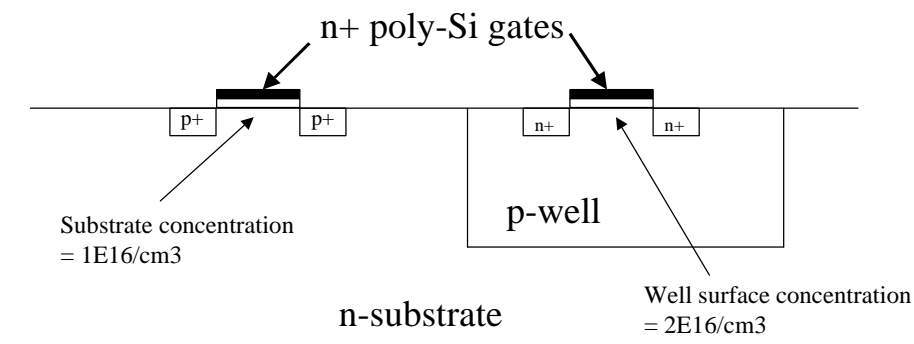 n+ poly-Si gates
p+
p+
n+
n+
Substrate concentration
= 1E16/cm3
p-well
n-substrate
Well surface concentration
= 2E16/cm3